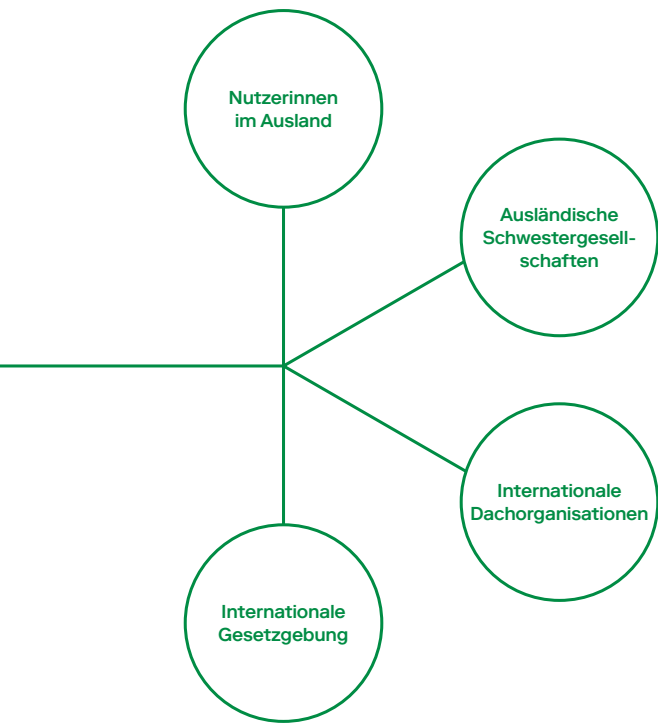 Nutzerinnen
im Ausland
Ausländische
Schwestergesell-
schaften
Internationale
Dachorganisationen
Internationale
Gesetzgebung